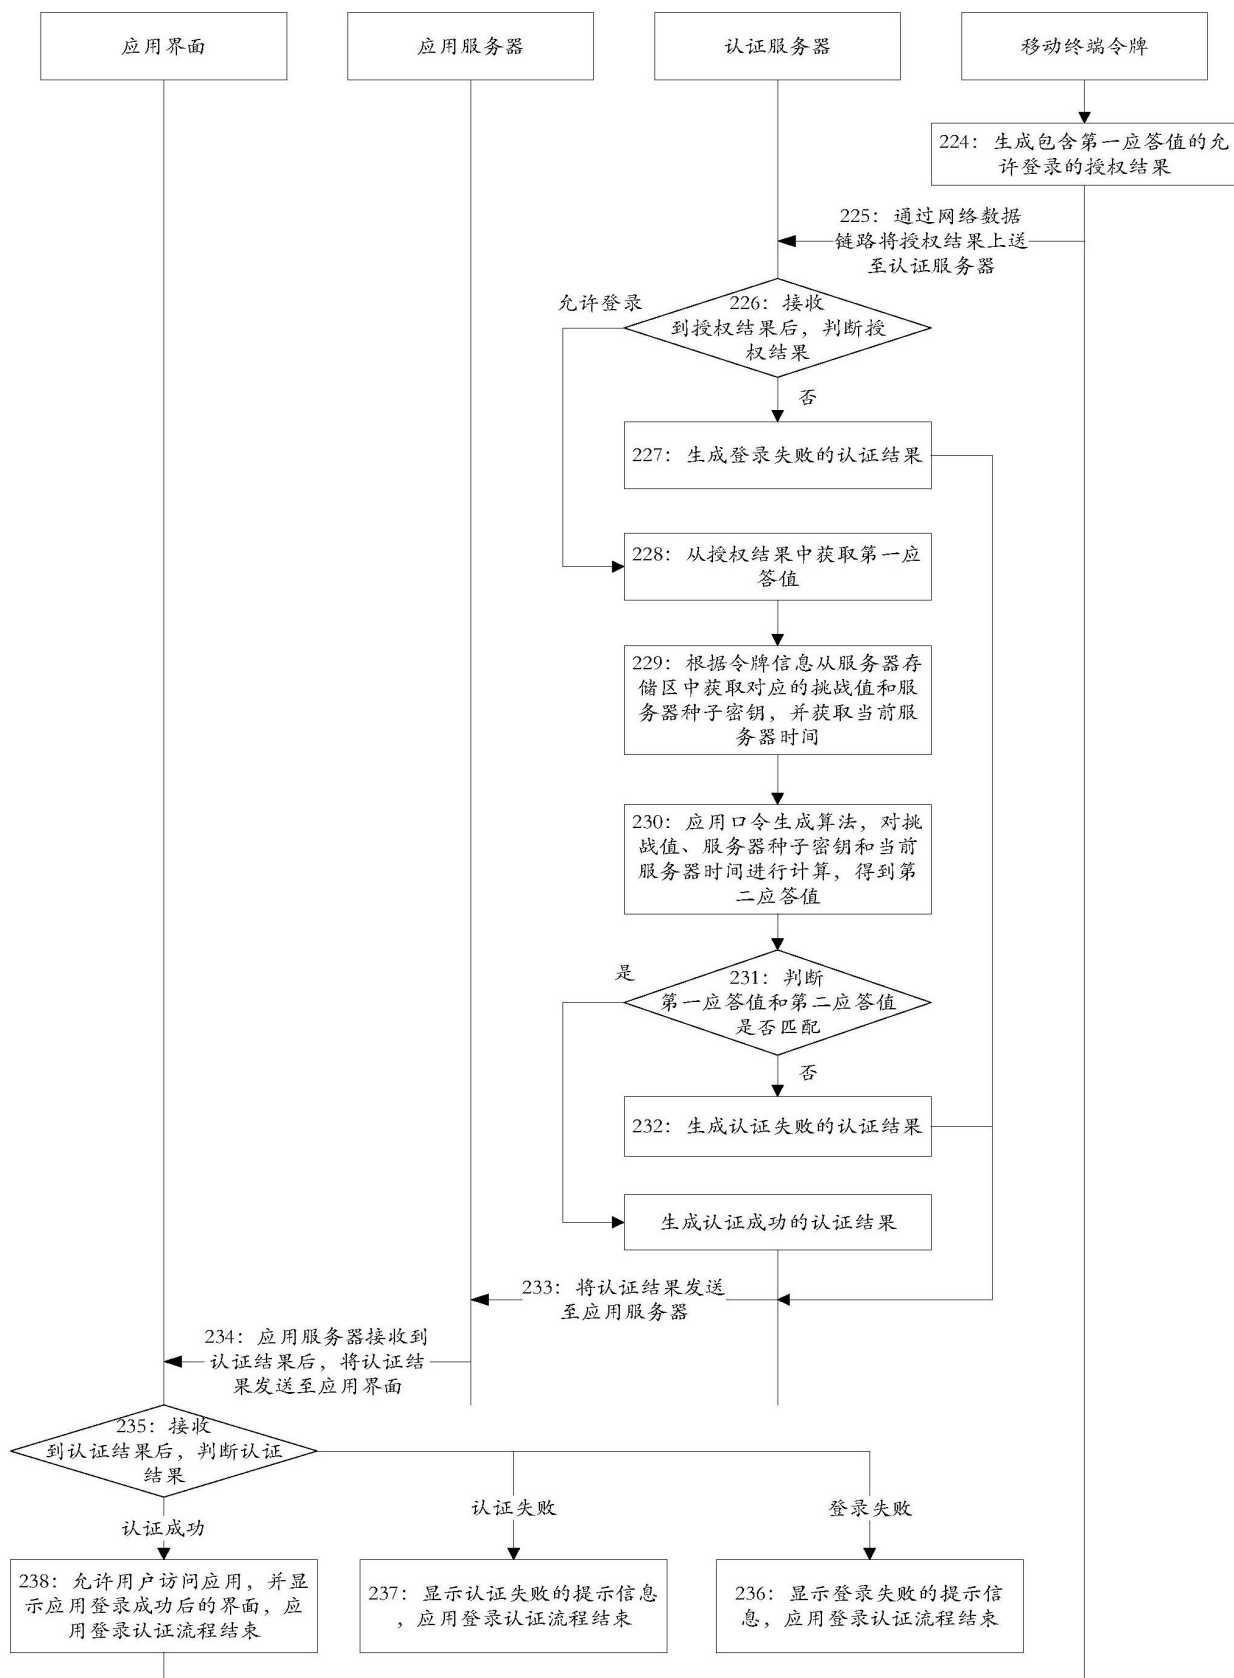 应用界面
应用服务器
认证服务器
移动终端令牌
224：生成包含第一应答值的允
许登录的授权结果
225：通过网络数据
链路将授权结果上送
至认证服务器
允许登录
226：接收
到授权结果后，判断授
权结果
否
227：生成登录失败的认证结果
228：从授权结果中获取第一应
答值
229：根据令牌信息从服务器存
储区中获取对应的挑战值和服
务器种子密钥，并获取当前服
务器时间
230：应用口令生成算法，对挑
战值、服务器种子密钥和当前
服务器时间进行计算，得到第
二应答值
是
231：判断
第一应答值和第二应答值
是否匹配
否
232：生成认证失败的认证结果
生成认证成功的认证结果
233：将认证结果发送
至应用服务器
234：应用服务器接收到
认证结果后，将认证结
果发送至应用界面
235：接收
到认证结果后，判断认证
结果
认证成功
认证失败
登录失败
238：允许用户访问应用，并显
示应用登录成功后的界面，应
用登录认证流程结束
237：显示认证失败的提示信息
，应用登录认证流程结束
236：显示登录失败的提示信
息，应用登录认证流程结束